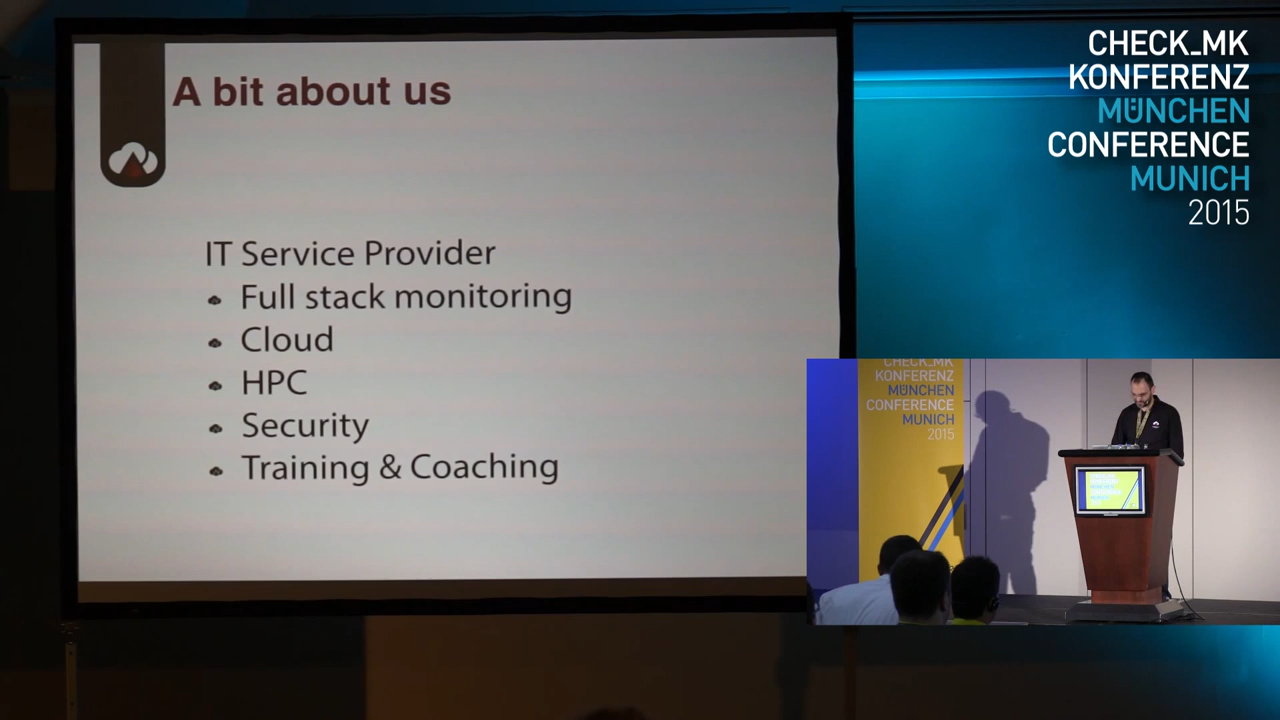 A bit about us
IT Service Provider
Full stack monitoring
Cloud
HPC
Security
Training & Coaching
CHECK_MK
KONFERENZ
MÜNCHEN
CONFERENCE
MUNICH
2015
CHECK_MK
KONFERENZ
MÜNCHEN
CONFERENCE
MUNICH
2015